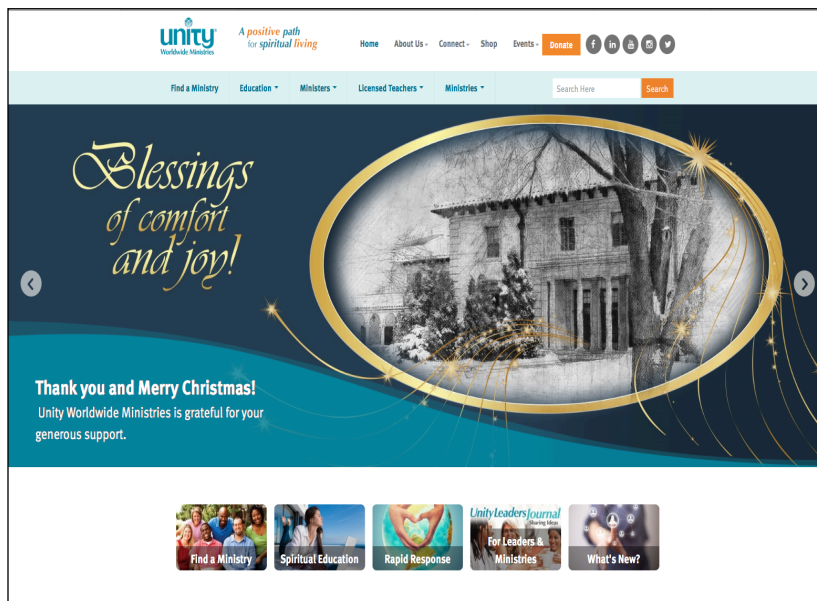 unity
Worldwide Ministries
A positive path
for spiritual living
Home About Us Connect Shop Events Donate
Find a Ministry Education Ministers Licensed Teachers Ministries Search Here Search
Blessings
of comfort
and joy!
Thank you and Merry Christmas!
Unity Worldwide Ministries is grateful for your
generous support.
Find a Ministry
Spiritual Education
Rapid Response
Unity Leaders Journal
Sharing Ideas
For Leaders &
Ministries
What's New?